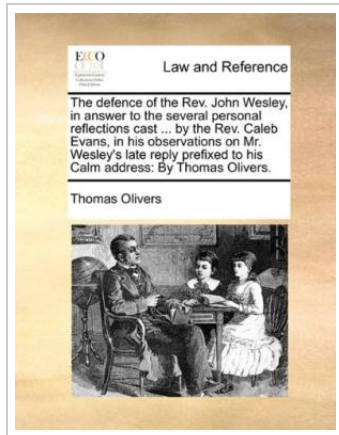 ECCO
Law and Reference
The defence of the Rev. John Wesley,
in answer to the several personal
reflections cast ... by the Rev. Caleb
Evans, in his observations on Mr.
Wesley's late reply prefixed to his
Calm address: By Thomas Olivers.
Thomas Olivers